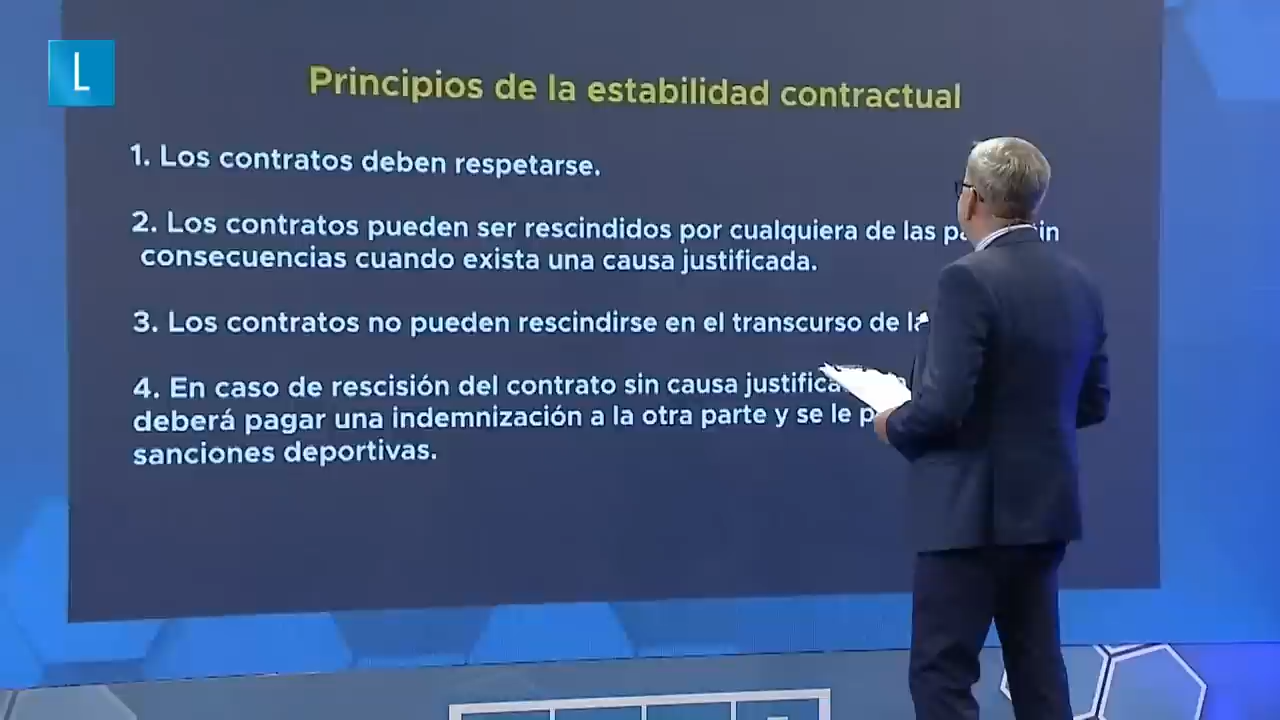 L
Principios de la estabilidad contractual
1. Los contratos deben respetarse.
2. Los contratos pueden ser rescindidos por cualquiera de las
consecuencias cuando exista una causa justificada.
3. Los contratos no pueden rescindirse en el transcurso de
4. En caso de rescisión del contrato sin causa
deberá pagar una indemnización a la otra parte y se le
sanciones deportivas.